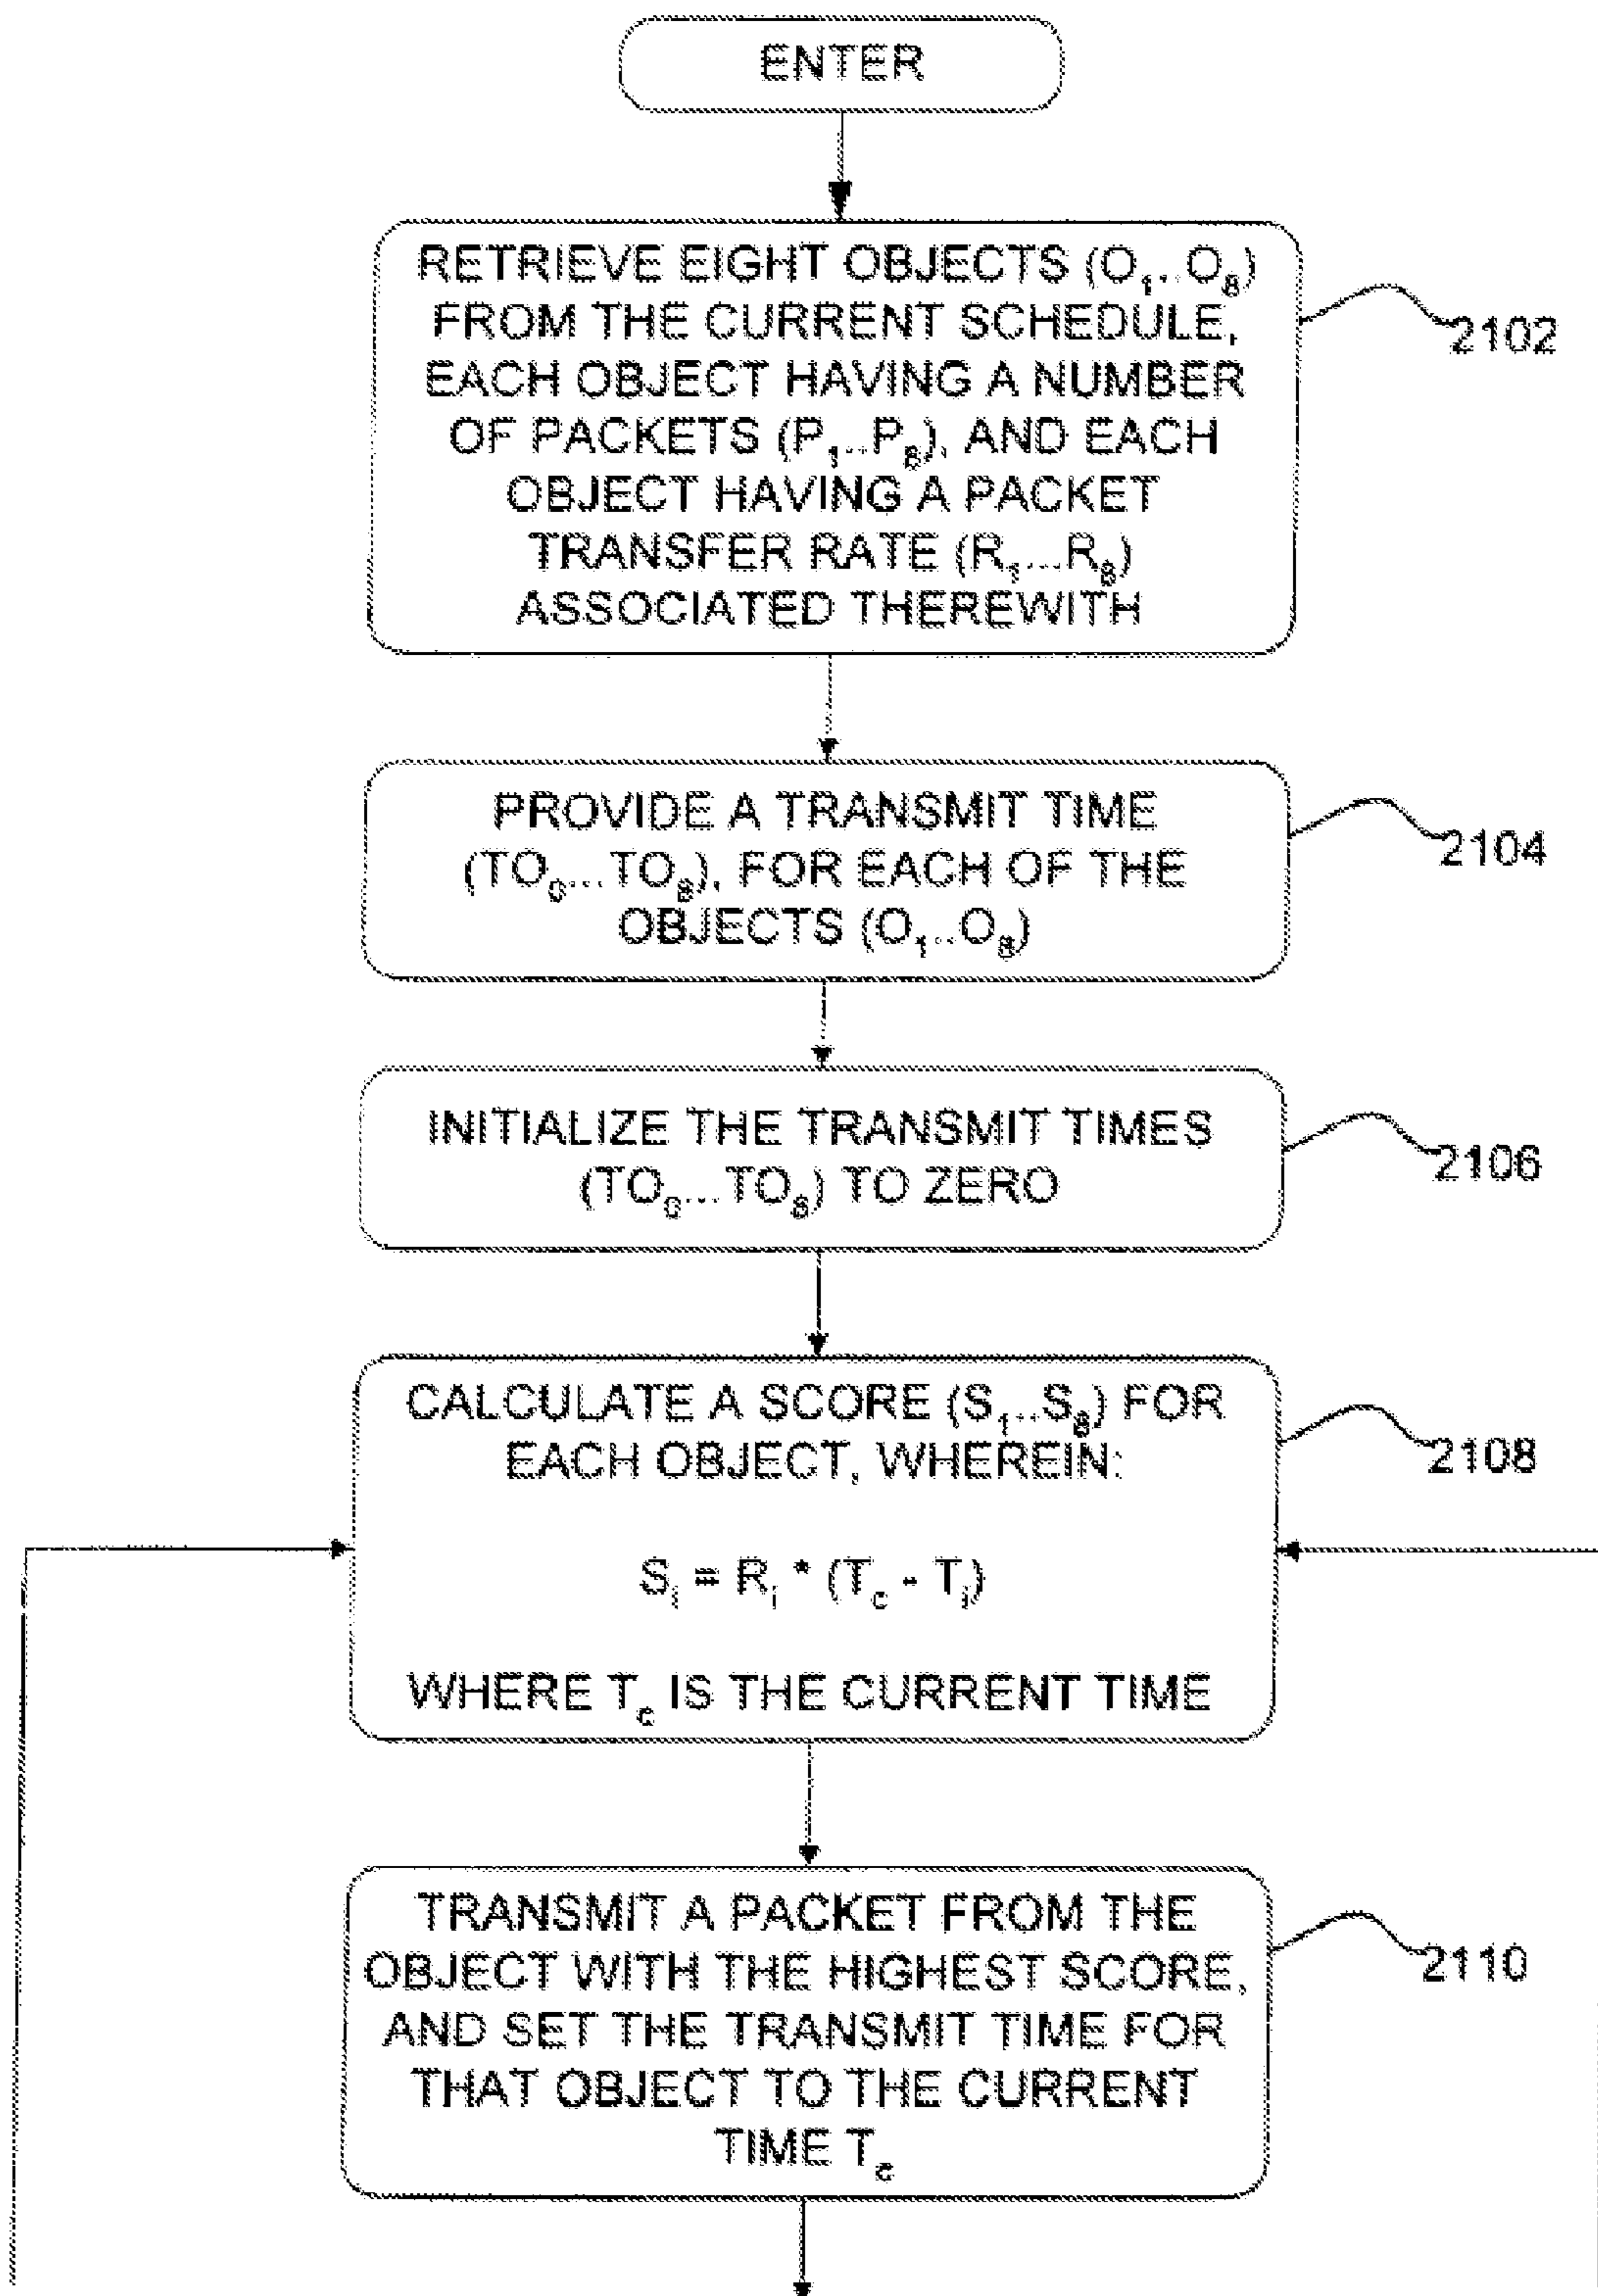 ENTER
RETRIEVE EIGHT OBJECTS (O₁..O₈)
FROM THE CURRENT SCHEDULE,
EACH OBJECT HAVING A NUMBER
OF PACKETS (P₁..P₈), AND EACH
OBJECT HAVING A PACKET
TRANSFER RATE (R₁...R₈)
ASSOCIATED THEREWITH
2102
PROVIDE A TRANSMIT TIME
(TO₀...TO₈), FOR EACH OF THE
OBJECTS (O₁..O₈)
2104
INITIALIZE THE TRANSMIT TIMES
(TO₀...TO₈) TO ZERO
2106
CALCULATE A SCORE (S₁..S₈) FOR
EACH OBJECT, WHEREIN:
Sᵢ = Rᵢ * (T꜀ - Tᵢ)
WHERE T꜀ IS THE CURRENT TIME
2108
TRANSMIT A PACKET FROM THE
OBJECT WITH THE HIGHEST SCORE,
AND SET THE TRANSMIT TIME FOR
THAT OBJECT TO THE CURRENT
TIME T꜀
2110